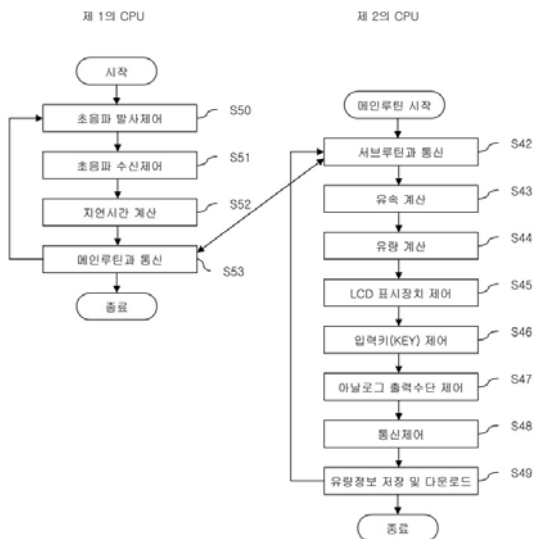 제 1의 CPU
시작
초음파 발사제어
S50
초음파 수신제어
S51
지연시간 계산
S52
메인루틴과 통신
S53
종료
제 2의 CPU
메인루틴 시작
서브루틴과 통신
S42
유속 계산
S43
유량 계산
S44
LCD 표시장치 제어
S45
입력키(KEY) 제어
S46
아날로그 출력수단 제어
S47
통신제어
S48
유량정보 저장 및 다운로드
S49
종료